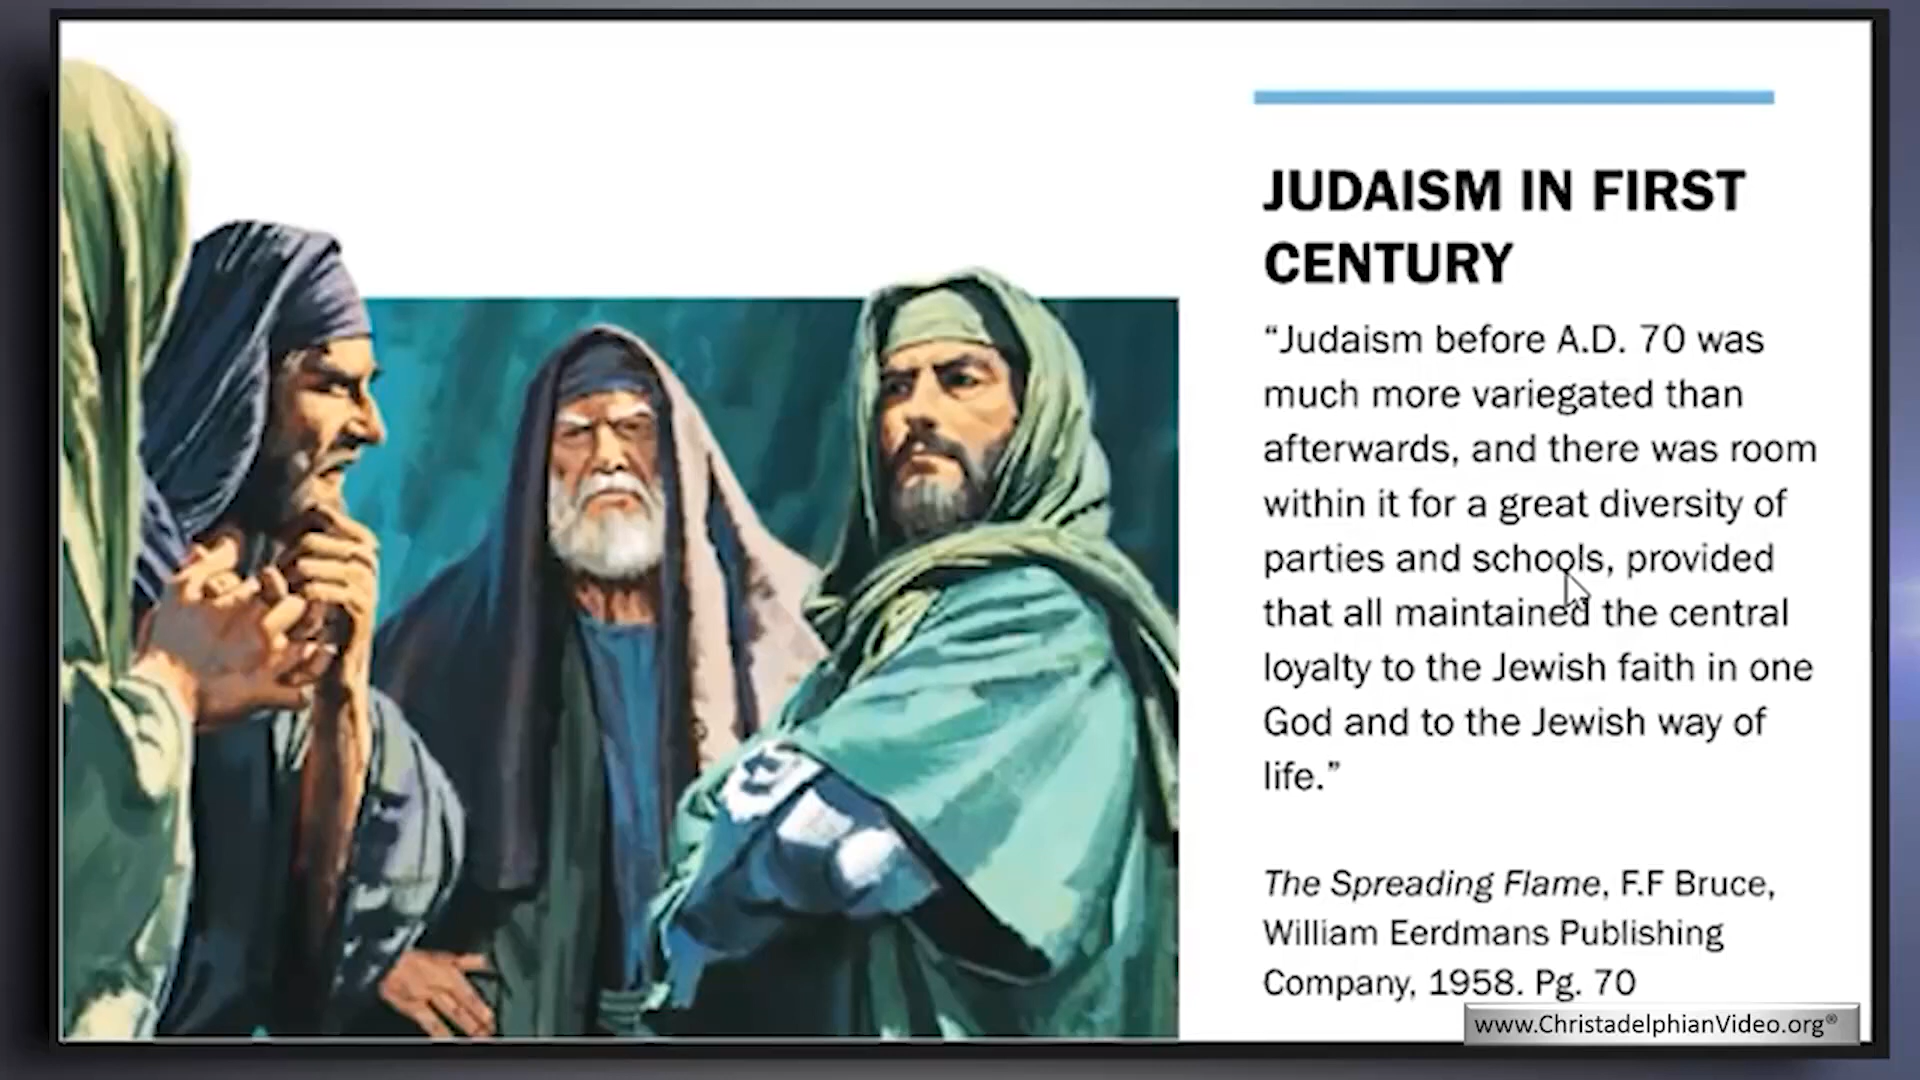 JUDAISM IN FIRST
CENTURY
“Judaism before A.D. 70 was
much more variegated than
afterwards, and there was room
within it for a great diversity of
parties and schools, provided
that all maintained the central
loyalty to the Jewish faith in one
God and to the Jewish way of
life.”
The Spreading Flame, F.F Bruce,
William Eerdmans Publishing
Company, 1958. Pg. 70
www.ChristadelphianVideo.org®